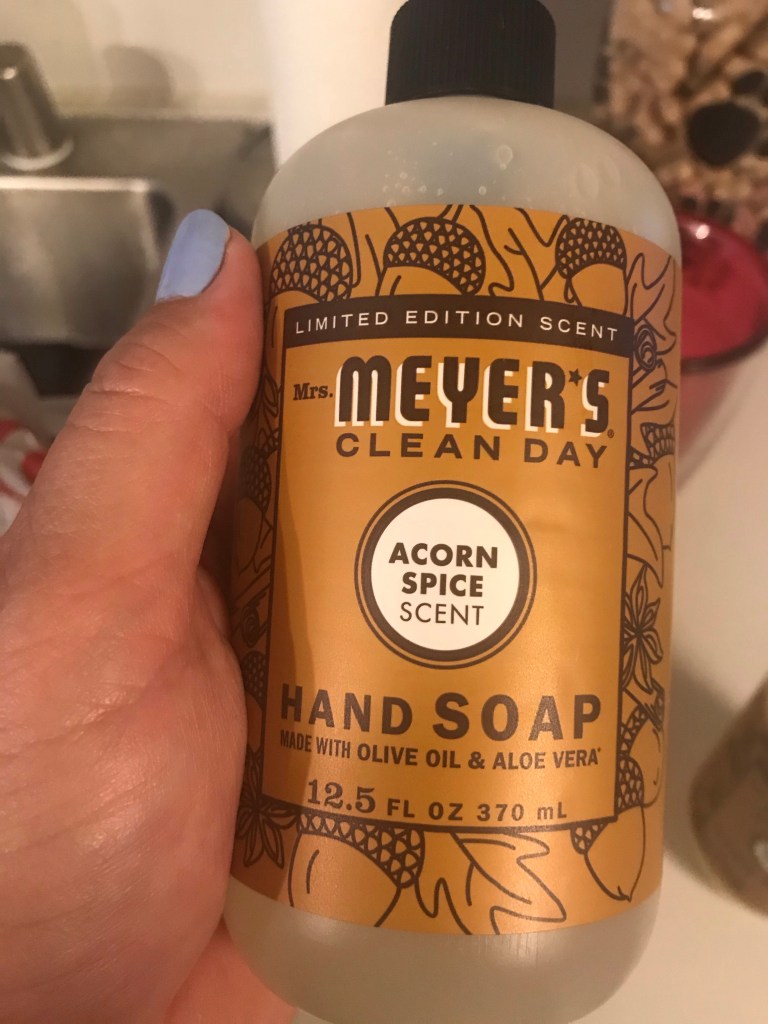 LIMITED EDITION SCENT
Mrs. MEYER'S®
CLEAN DAY
ACORN
SPICE
SCENT
HAND SOAP
MADE WITH OLIVE OIL & ALOE VERA*
12.5 FL OZ 370 mL